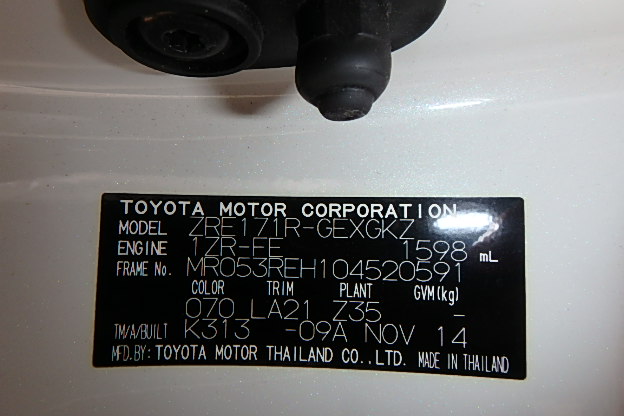 TOYOTA MOTOR CORPORATION
MODEL ZRE171R-GEXGKZ
ENGINE 1ZR-FE 1598 mL
FRAME No. MR053REH104520591
COLOR TRIM PLANT GVM(kg)
070 LA21 Z35 -
TM/A/BUILT K313 -09A NOV 14
MFD.BY: TOYOTA MOTOR THAILAND CO.,LTD. MADE IN THAILAND